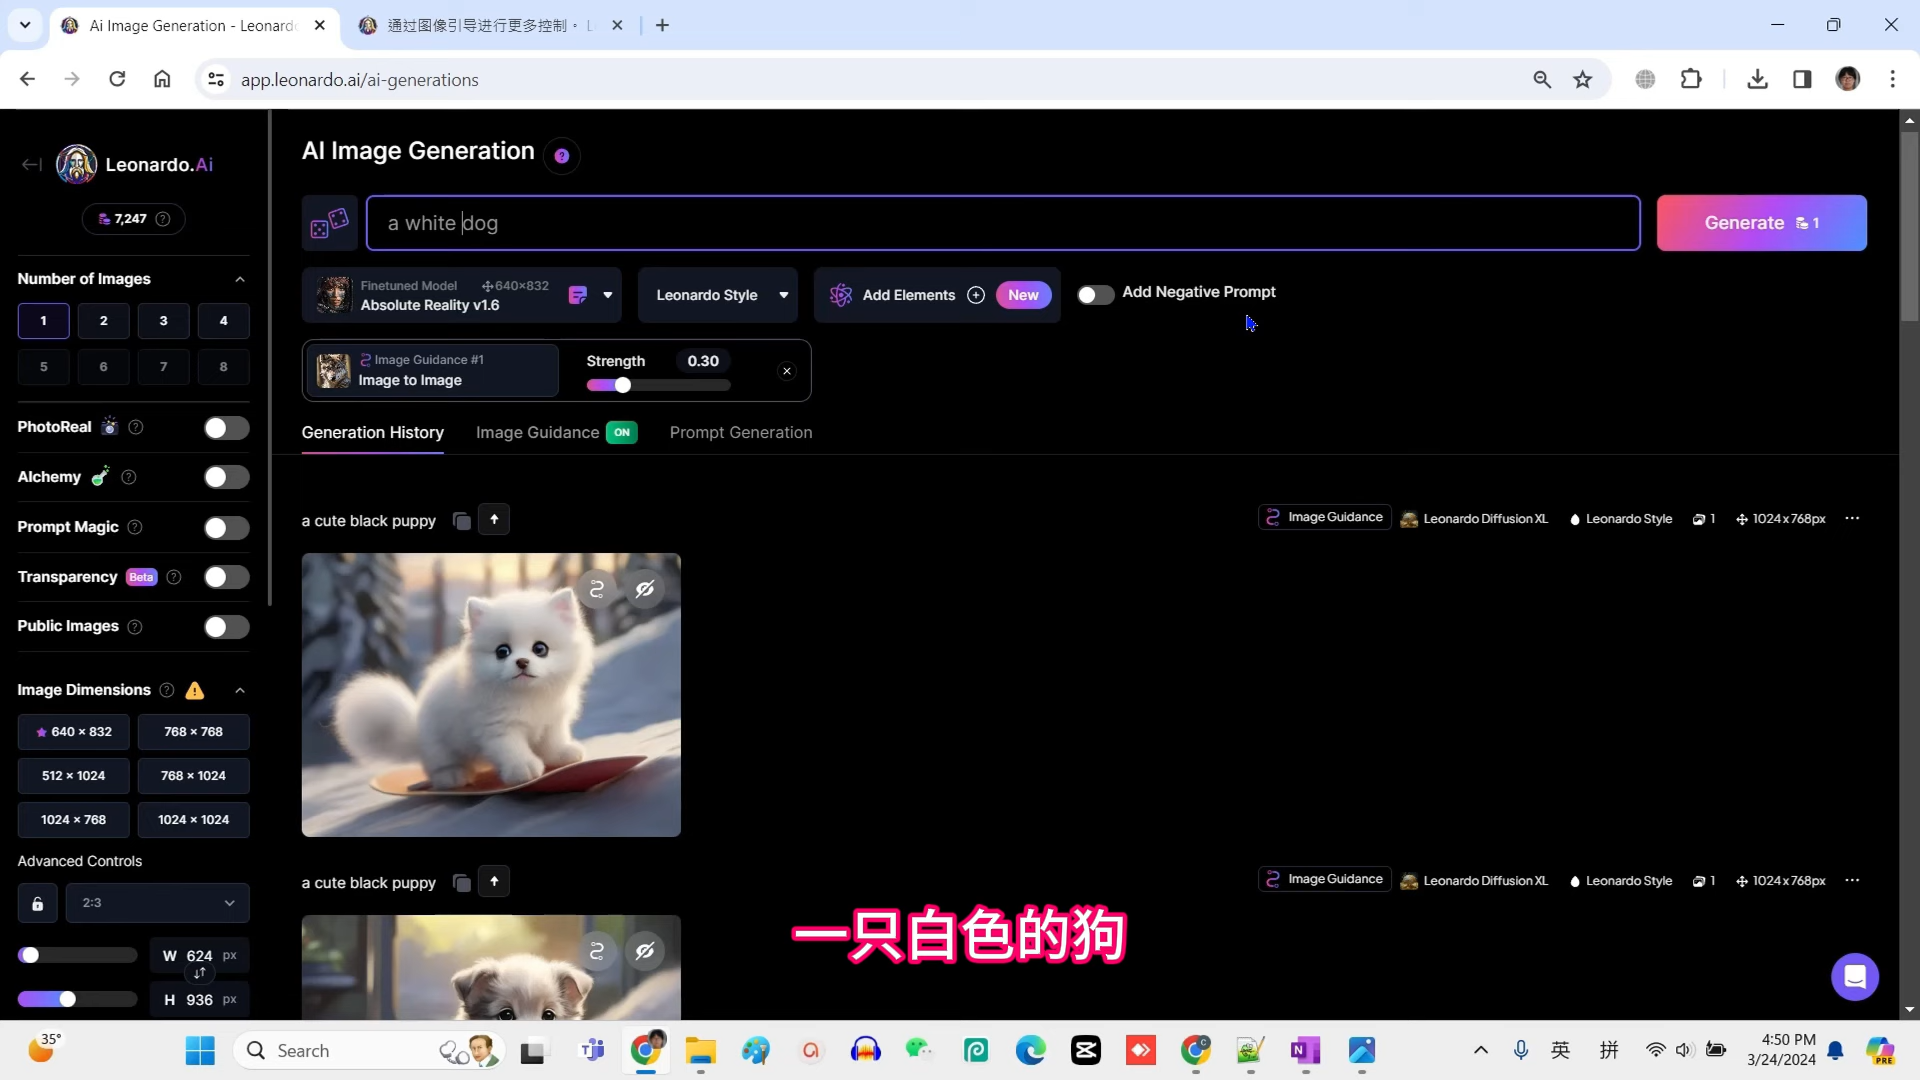 Ai Image Generation - Leonardo
通过图像引导进行更多控制。 L
app.leonardo.ai/ai-generations
Leonardo.Ai
7,247
Number of Images
1 2 3 4
5 6 7 8
PhotoReal
Alchemy
Prompt Magic
Transparency Beta
Public Images
Image Dimensions
640 × 832 768 × 768
512 × 1024 768 × 1024
1024 × 768 1024 × 1024
Advanced Controls
2:3
W 624 px
H 936 px
AI Image Generation
a white dog
Generate 1
Finetuned Model 640×832
Absolute Reality v1.6
Leonardo Style
Add Elements New
Add Negative Prompt
Image Guidance #1
Image to Image
Strength 0.30
Generation History Image Guidance ON Prompt Generation
a cute black puppy
Image Guidance Leonardo Diffusion XL Leonardo Style 1 1024x768px
a cute black puppy
Image Guidance Leonardo Diffusion XL Leonardo Style 1 1024x768px
一只白色的狗
35°
Search
英 拼
4:50 PM
3/24/2024
PRE